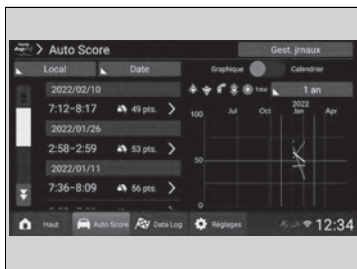 Auto Score
Gest. jrnaux
Local
Date
Graphique
Calendrier
2022/02/10
7:12-8:17 49 pts.
2022/01/26
2:58-2:59 53 pts.
2022/01/11
7:36-8:09 56 pts.
Total
1 an
2022
Jul Oct Jan Apr
100
50
0
Haut Auto Score Data Log Réglages 12:34